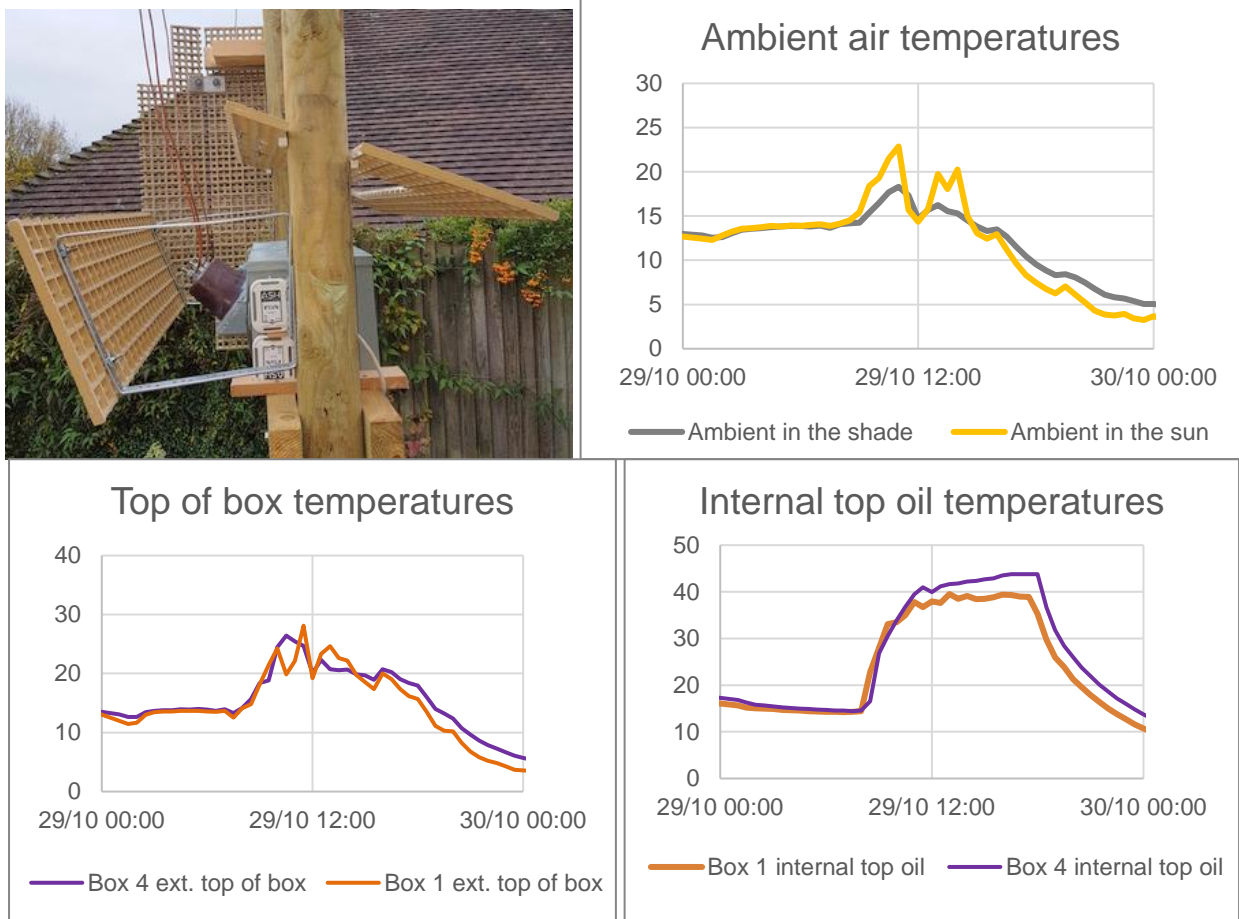 ASH
Ambient air temperatures
30
25
20
15
10
5
0
29/10 00:00
29/10 12:00
30/10 00:00
Ambient in the shade
Ambient in the sun
Top of box temperatures
40
30
20
10
0
29/10 00:00
29/10 12:00
30/10 00:00
Box 4 ext. top of box
Box 1 ext. top of box
Internal top oil temperatures
50
40
30
20
10
0
29/10 00:00
29/10 12:00
30/10 00:00
Box 1 internal top oil
Box 4 internal top oil